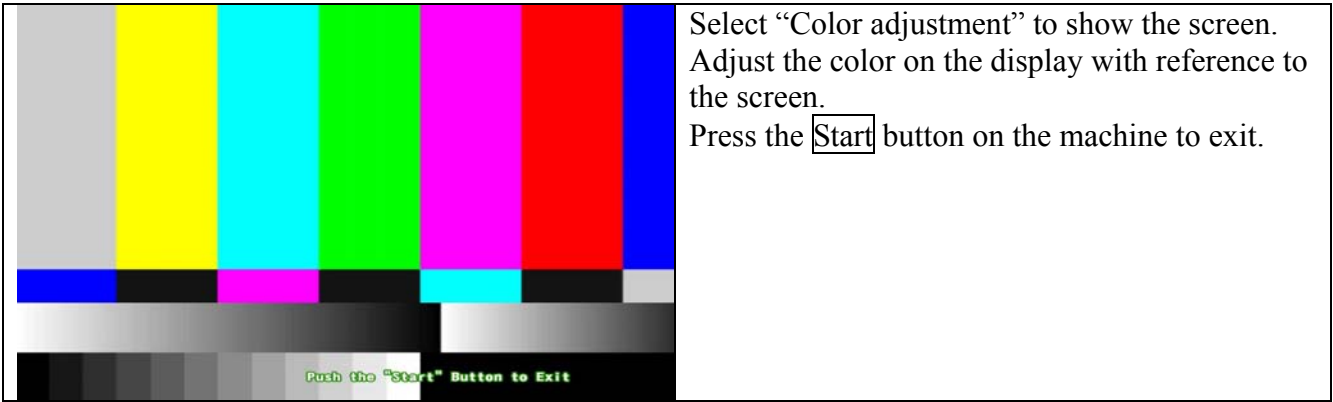 Select “Color adjustment” to show the screen.
Adjust the color on the display with reference to
the screen.
Press the Start button on the machine to exit.
Push the "Start" Button to Exit